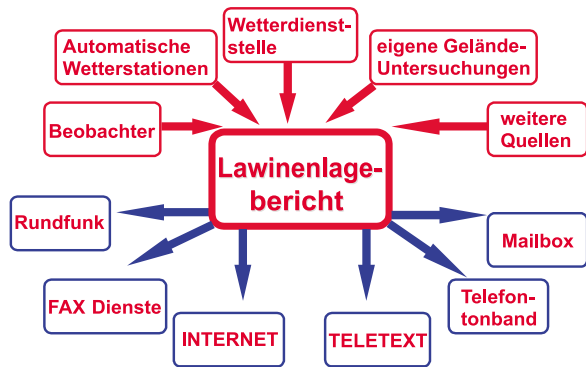 Wetterdienst-
stelle
Automatische
Wetterstationen
eigene Gelände-
Untersuchungen
Beobachter
weitere
Quellen
Lawinenlage-
bericht
Rundfunk
Mailbox
FAX Dienste
Telefon-
tonband
INTERNET
TELETEXT